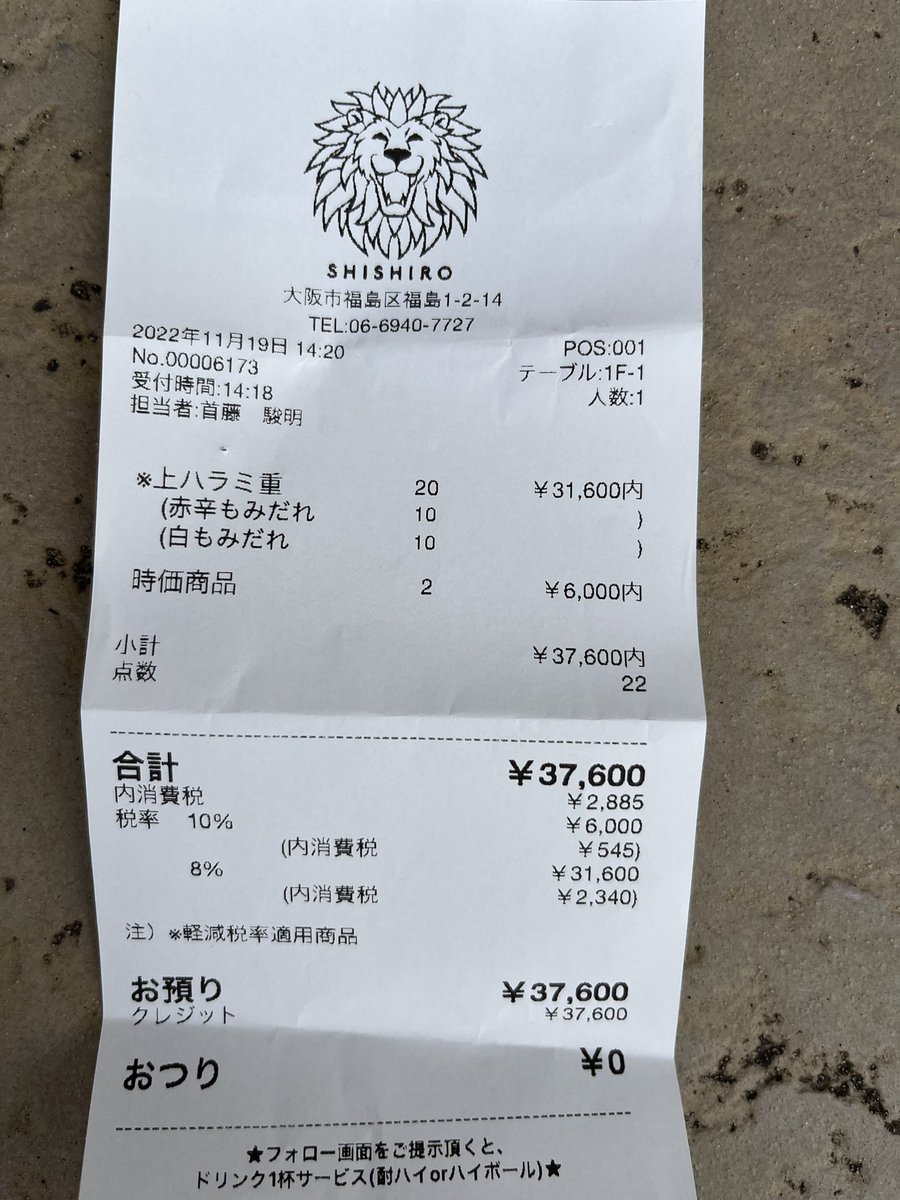 SHISHIRO
大阪市福島区福島1-2-14
TEL:06-6940-7727
2022年11月19日 14:20
No.00006173
受付時間:14:18
担当者:首藤 駿明
POS:001
テーブル:1F-1
人数:1
※上ハラミ重 20 ¥31,600内
(赤辛もみだれ 10 )
(白もみだれ 10 )
時価商品 2 ¥6,000内
小計 ¥37,600内
点数 22
合計 ¥37,600
内消費税 ¥2,885
税率 10% ¥6,000
(内消費税 ¥545)
8% ¥31,600
(内消費税 ¥2,340)
注）※軽減税率適用商品
お預り ¥37,600
クレジット ¥37,600
おつり ¥0
★フォロー画面をご提示頂くと、
ドリンク1杯サービス(酎ハイorハイボール)★